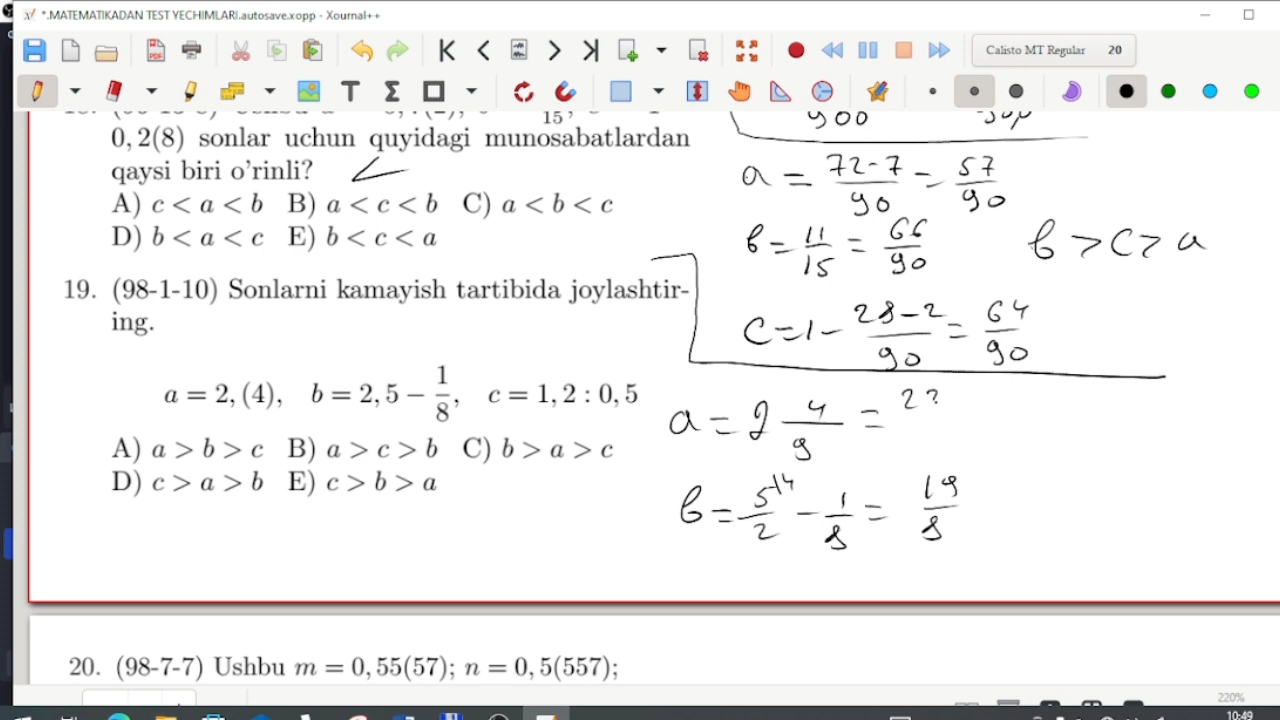 *.MATEMATIKADAN TEST YECHIMLARI.autosave.xopp - Xournal++
Calisto MT Regular 20
0, 2(8) sonlar uchun quyidagi munosabatlardan
qaysi biri o'rinli?
A) c < a < b B) a < c < b C) a < b < c
D) b < a < c E) b < c < a
19. (98-1-10) Sonlarni kamayish tartibida joylashtir-
ing.
a = 2, (4), b = 2, 5 − 1/8, c = 1, 2 : 0, 5
A) a > b > c B) a > c > b C) b > a > c
D) c > a > b E) c > b > a
20. (98-7-7) Ushbu m = 0, 55(57); n = 0, 5(557);
900
a = 72-7/90 = 57/90
b = 11/15 = 66/90
b > c > a
c = 1 - 28-2/90 = 64/90
a = 2 4/9 = 22
b = 5/2 - 1/8 = 19/8
220%
10:49